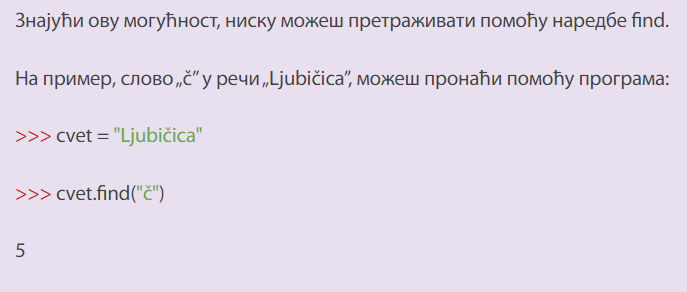 Знајући ову могућност, ниску можеш претраживати помоћу наредбе find.
На пример, слово „č” у речи „Ljubičica”, можеш пронаћи помоћу програма:
>>> cvet = "Ljubičica"
>>> cvet.find("č")
5